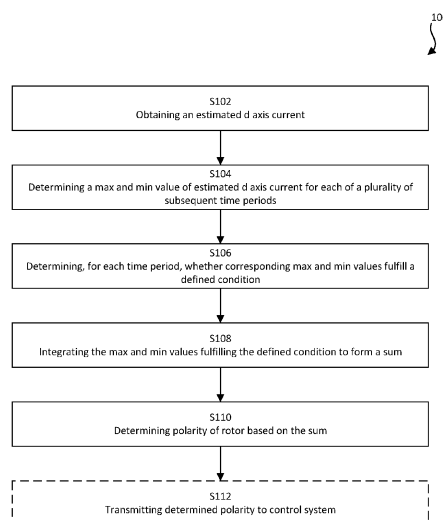 10
S102
Obtaining an estimated d axis current
S104
Determining a max and min value of estimated d axis current for each of a plurality of
subsequent time periods
S106
Determining, for each time period, whether corresponding max and min values fulfill a
defined condition
S108
Integrating the max and min values fulfilling the defined condition to form a sum
S110
Determining polarity of rotor based on the sum
S112
Transmitting determined polarity to control system